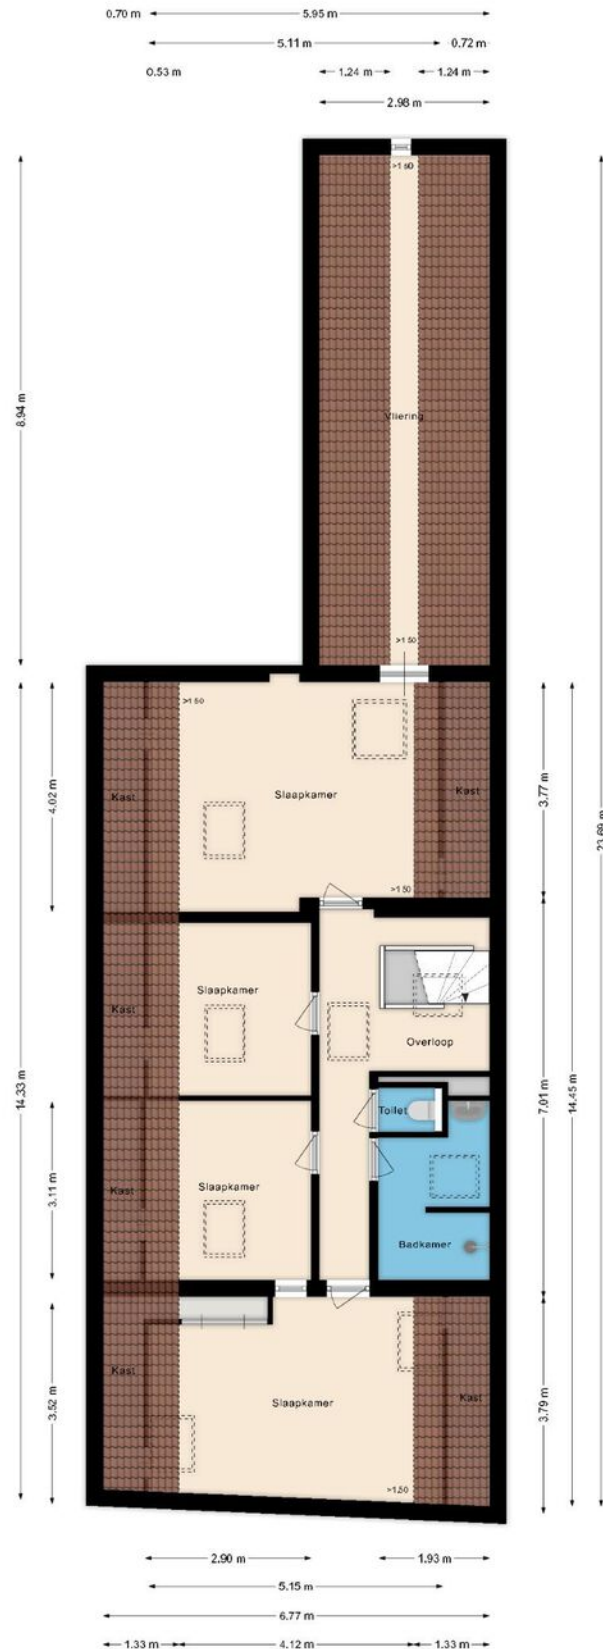 0.70 m
5.95 m
5.11 m
0.72 m
0.53 m
1.24 m
1.24 m
2.98 m
>1.50
8.94 m
Vliering
>1.50
>1.50
4.02 m
Kast
Slaapkamer
Kast
3.77 m
23.69 m
>1.50
Slaapkamer
Kast
Overloop
14.33 m
7.01 m
14.45 m
Toilet
3.11 m
Kast
Slaapkamer
Badkamer
Kast
Slaapkamer
Kast
3.52 m
3.79 m
>1.50
2.90 m
1.93 m
5.15 m
6.77 m
1.33 m
4.12 m
1.33 m